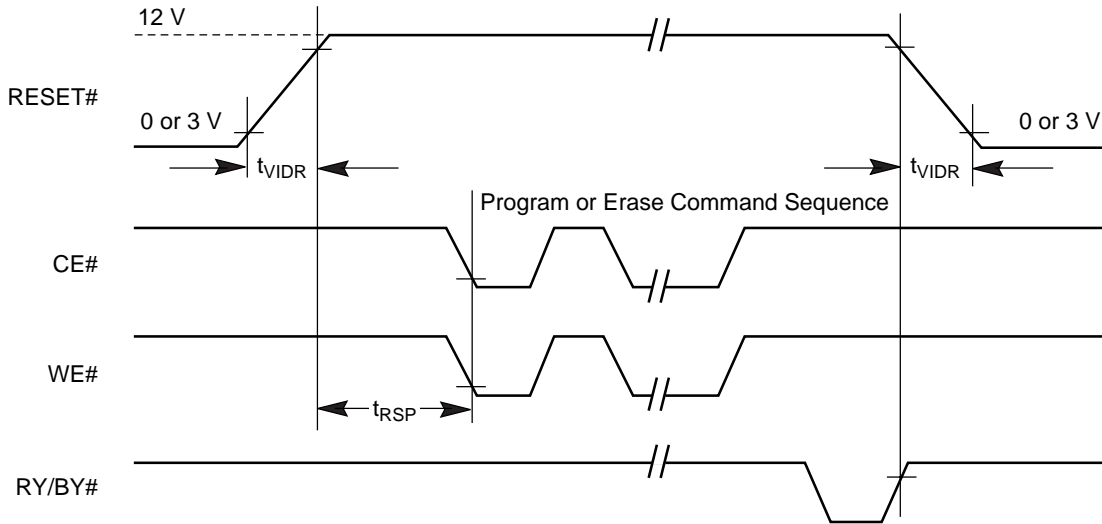 12 V
RESET#
0 or 3 V
0 or 3 V
tVIDR
tVIDR
Program or Erase Command Sequence
CE#
WE#
tRSP
RY/BY#